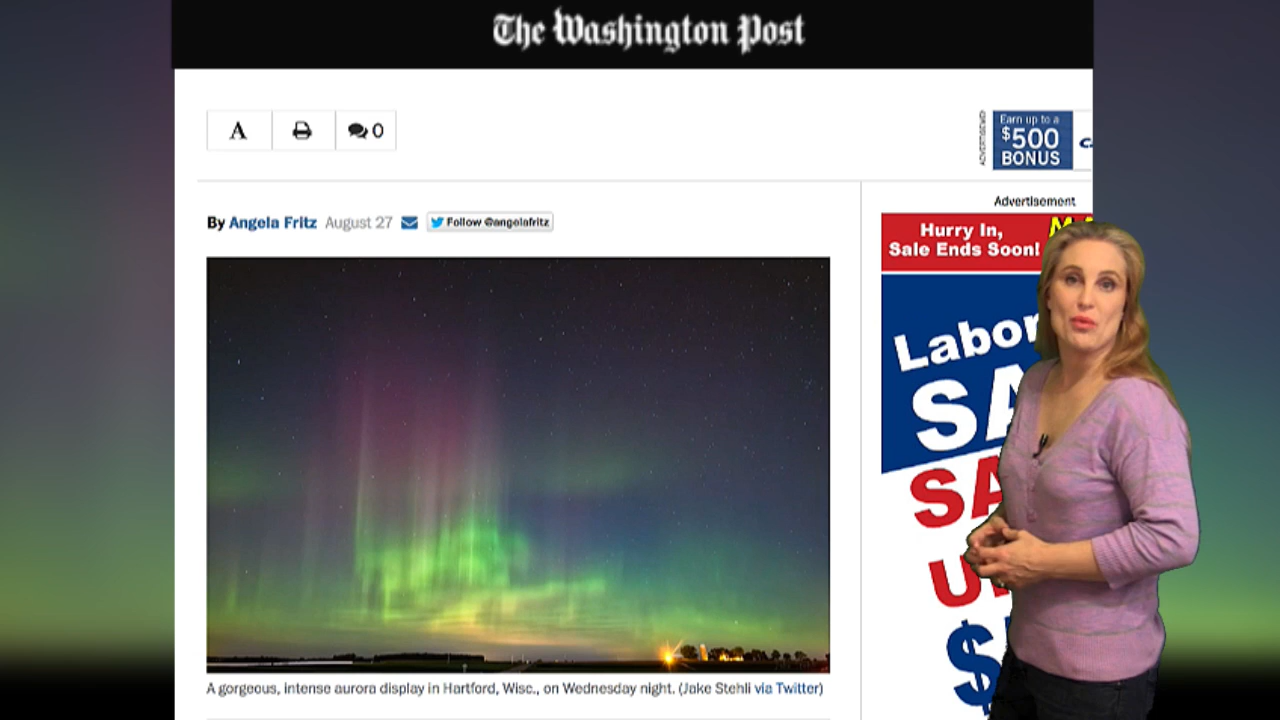 The Washington Post
A
0
ADVERTISEMENT
Earn up to a
$500
BONUS
By Angela Fritz August 27 Follow @angelafritz
Advertisement
Hurry In,
Sale Ends Soon!
Labor
SA
SA
$
A gorgeous, intense aurora display in Hartford, Wisc., on Wednesday night. (Jake Stehli via Twitter)